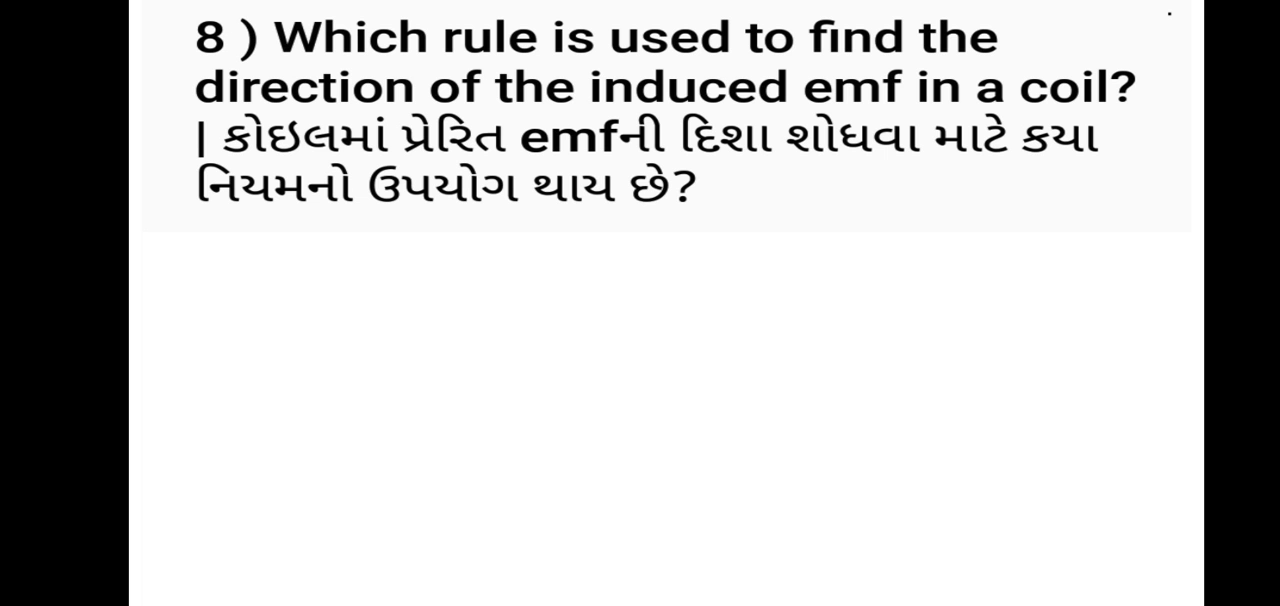 8 ) Which rule is used to find the
direction of the induced emf in a coil?
| કોઇલમાં પ્રેરિત emfની દિશા શોધવા માટે કયા
નિયમનો ઉપયોગ થાય છે?